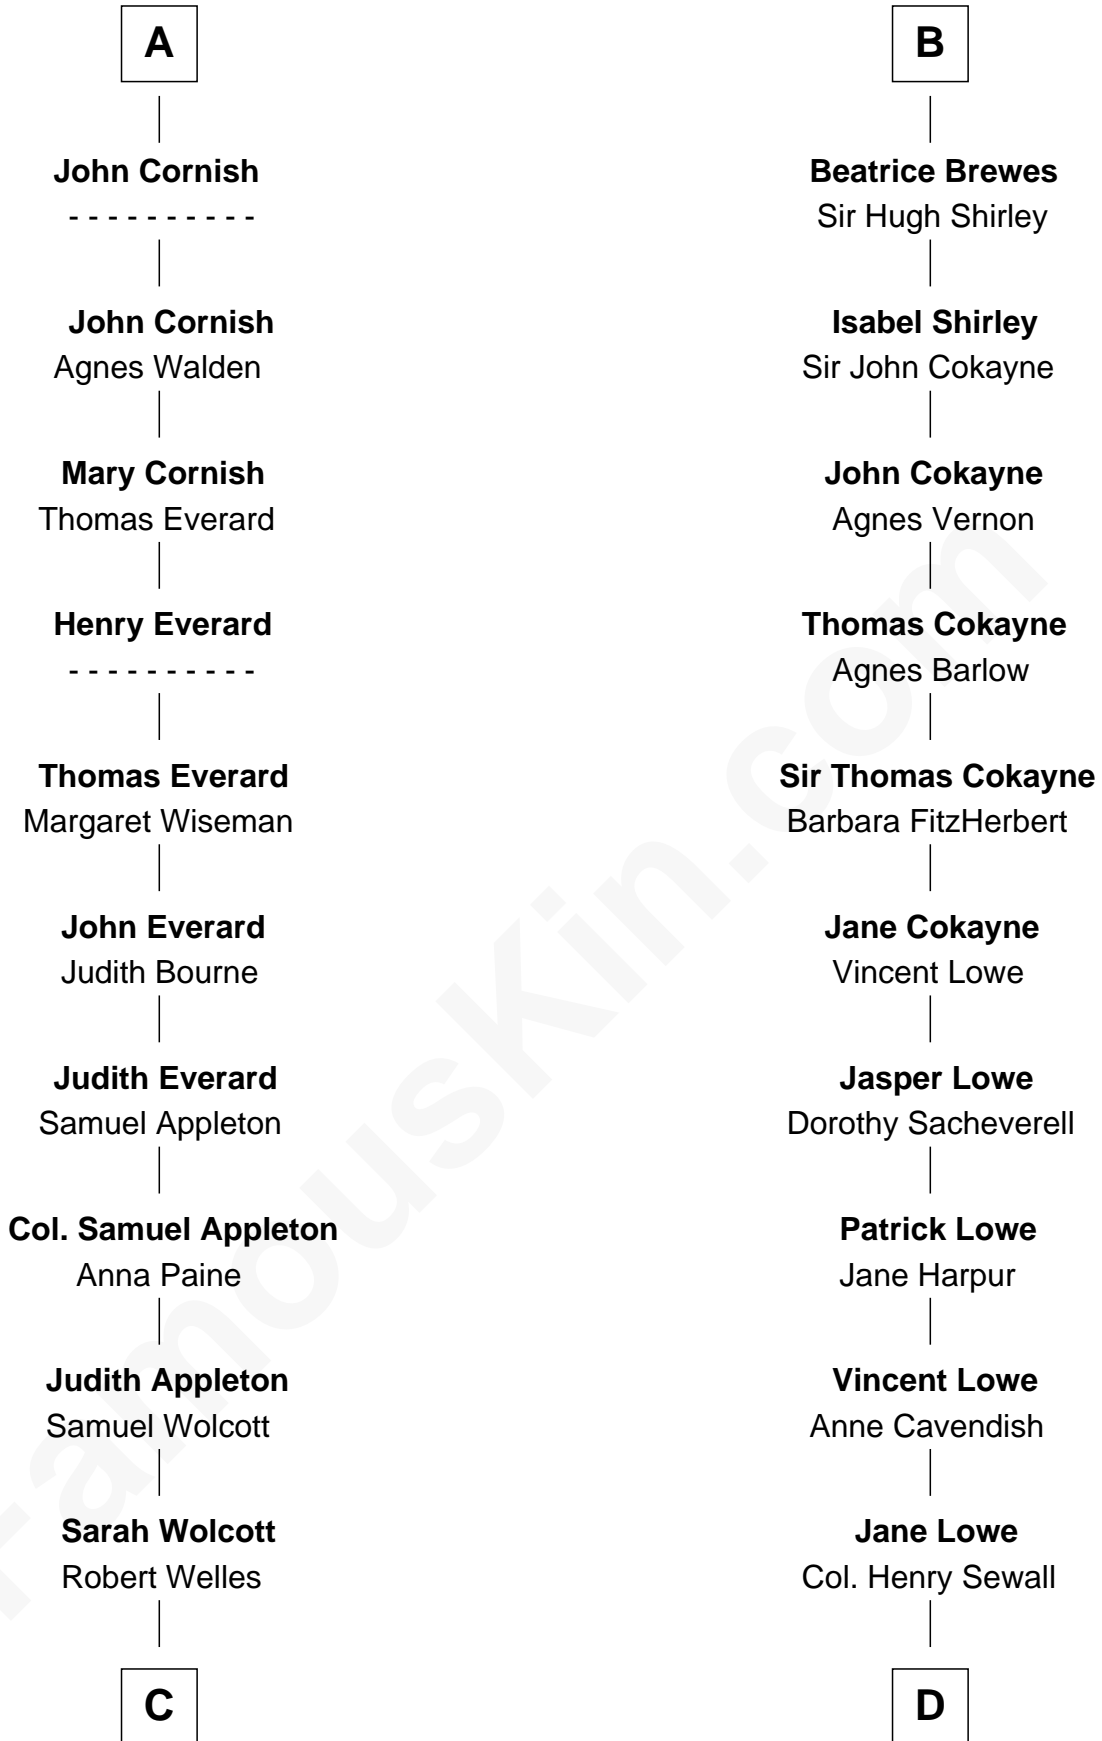 A
John Cornish
- - - - - - - - - -
John Cornish
Agnes Walden
Mary Cornish
Thomas Everard
Henry Everard
- - - - - - - - - -
Thomas Everard
Margaret Wiseman
John Everard
Judith Bourne
Judith Everard
Samuel Appleton
Col. Samuel Appleton
Anna Paine
Judith Appleton
Samuel Wolcott
Sarah Wolcott
Robert Welles
C
B
Beatrice Brewes
Sir Hugh Shirley
Isabel Shirley
Sir John Cokayne
John Cokayne
Agnes Vernon
Thomas Cokayne
Agnes Barlow
Sir Thomas Cokayne
Barbara FitzHerbert
Jane Cokayne
Vincent Lowe
Jasper Lowe
Dorothy Sacheverell
Patrick Lowe
Jane Harpur
Vincent Lowe
Anne Cavendish
Jane Lowe
Col. Henry Sewall
D
FamousKin.com